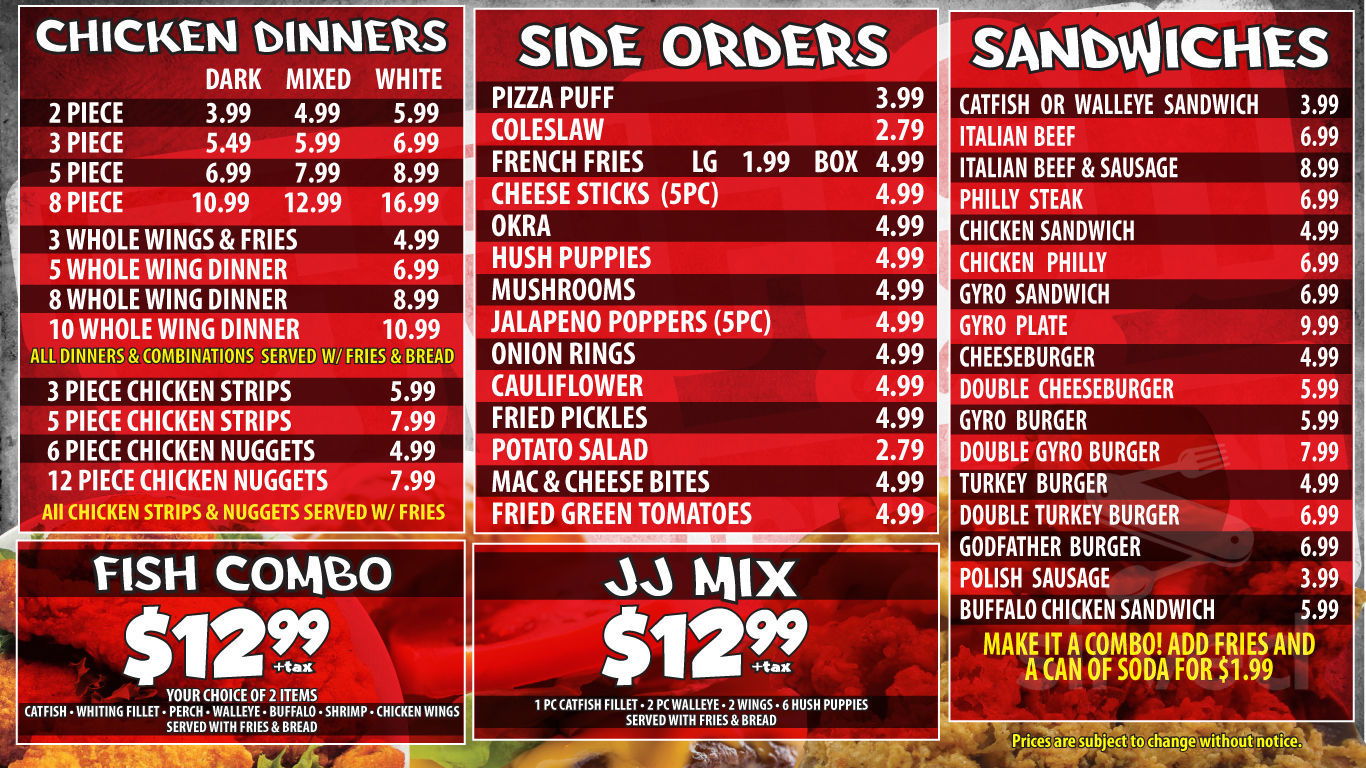 CHICKEN DINNERS
DARK MIXED WHITE
2 PIECE 3.99 4.99 5.99
3 PIECE 5.49 5.99 6.99
5 PIECE 6.99 7.99 8.99
8 PIECE 10.99 12.99 16.99
3 WHOLE WINGS & FRIES 4.99
5 WHOLE WING DINNER 6.99
8 WHOLE WING DINNER 8.99
10 WHOLE WING DINNER 10.99
ALL DINNERS & COMBINATIONS SERVED W/ FRIES & BREAD
3 PIECE CHICKEN STRIPS 5.99
5 PIECE CHICKEN STRIPS 7.99
6 PIECE CHICKEN NUGGETS 4.99
12 PIECE CHICKEN NUGGETS 7.99
All CHICKEN STRIPS & NUGGETS SERVED W/ FRIES
FISH COMBO
$12.99
+tax
YOUR CHOICE OF 2 ITEMS
CATFISH • WHITING FILLET • PERCH • WALLEYE • BUFFALO • SHRIMP • CHICKEN WINGS
SERVED WITH FRIES & BREAD
SIDE ORDERS
PIZZA PUFF 3.99
COLESLAW 2.79
FRENCH FRIES LG 1.99 BOX 4.99
CHEESE STICKS (5PC) 4.99
OKRA 4.99
HUSH PUPPIES 4.99
MUSHROOMS 4.99
JALAPENO POPPERS (5PC) 4.99
ONION RINGS 4.99
CAULIFLOWER 4.99
FRIED PICKLES 4.99
POTATO SALAD 2.79
MAC & CHEESE BITES 4.99
FRIED GREEN TOMATOES 4.99
JJ MIX
$12.99
+tax
1 PC CATFISH FILLET • 2 PC WALLEYE • 2 WINGS • 6 HUSH PUPPIES
SERVED WITH FRIES & BREAD
SANDWICHES
CATFISH OR WALLEYE SANDWICH 3.99
ITALIAN BEEF 6.99
ITALIAN BEEF & SAUSAGE 8.99
PHILLY STEAK 6.99
CHICKEN SANDWICH 4.99
CHICKEN PHILLY 6.99
GYRO SANDWICH 6.99
GYRO PLATE 9.99
CHEESEBURGER 4.99
DOUBLE CHEESEBURGER 5.99
GYRO BURGER 5.99
DOUBLE GYRO BURGER 7.99
TURKEY BURGER 4.99
DOUBLE TURKEY BURGER 6.99
GODFATHER BURGER 6.99
POLISH SAUSAGE 3.99
BUFFALO CHICKEN SANDWICH 5.99
MAKE IT A COMBO! ADD FRIES AND
A CAN OF SODA FOR $1.99
Prices are subject to change without notice.